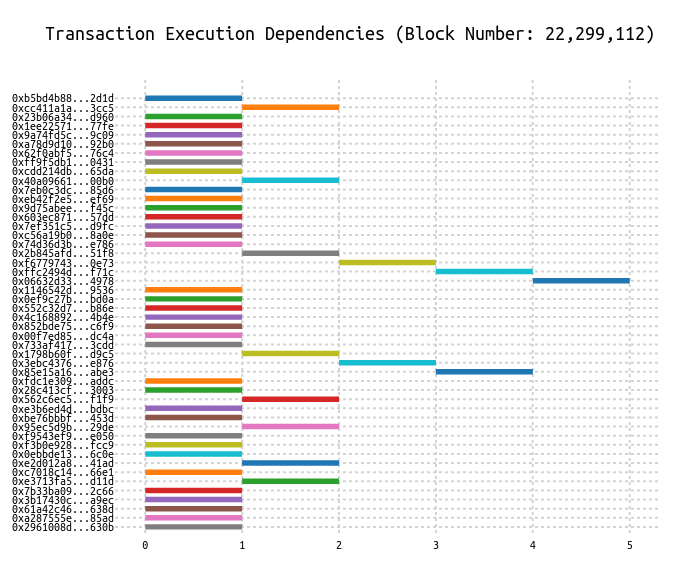 Transaction Execution Dependencies (Block Number: 22,299,112)
0xb5bd4b88...2d1d
0xcc411a1a...3cc5
0x23b06a34...d960
0x1ee22571...77fe
0x9a74fd5c...9c09
0xa78d9d10...92b0
0x62f0abf5...76c4
0xff9f5db1...0431
0xcdd214db...65da
0x40a09661...00b0
0x7eb0c3dc...85d6
0xeb42f2e5...ef69
0x9d75abee...f45c
0x603ec871...57dd
0x7ef351c5...d9fc
0xc56a19b0...8a0e
0x74d36d3b...e786
0x2b845afd...51f8
0xf6779743...0e73
0xffc2494d...f71c
0x06632d33...4978
0x1146542d...9536
0x0ef9c27b...bd0a
0x552c32d7...b86e
0x4c168892...4b4e
0x852bde75...c6f9
0x00f7ed85...dc4a
0x733af417...3cdd
0x1798b60f...d9c5
0x3ebc4376...e876
0x85e15a16...abe3
0xfdc1e309...addc
0x28c413cf...3003
0x562c6ec5...f1f9
0xe3b6ed4d...bdbc
0xbe76bbbf...453d
0x95ec5d9b...29de
0xf9543ef9...e050
0xf3b0e928...fcc9
0x0ebbde13...6c0e
0xe2d012a8...41ad
0xc7018c14...66e1
0xe3713fa5...d11d
0x7b33ba09...2c66
0x3b17430c...a9ec
0x61a42c46...638d
0xa287555e...85ad
0x2961008d...630b
0 1 2 3 4 5